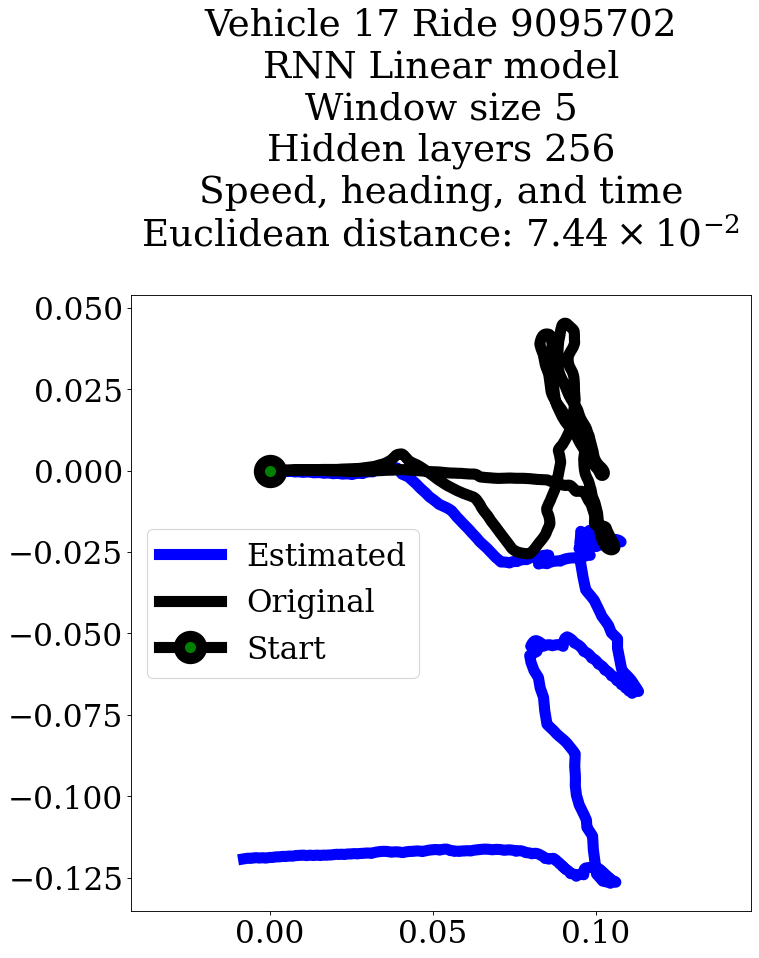 Vehicle 17 Ride 9095702
RNN Linear model
Window size 5
Hidden layers 256
Speed, heading, and time
Euclidean distance: 7.44 × 10⁻²
0.050
0.025
0.000
−0.025
−0.050
−0.075
−0.100
−0.125
Estimated
Original
Start
0.00 0.05 0.10